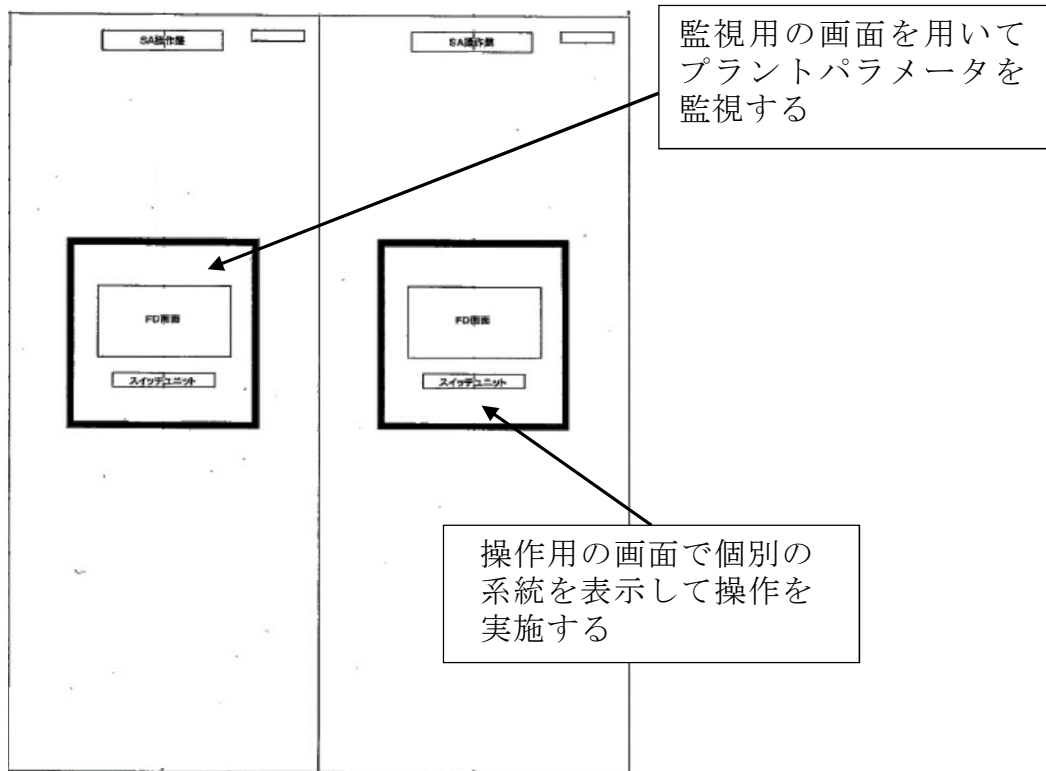 SA操作盤
SA操作盤
監視用の画面を用いて
プラントパラメータを
監視する
FD画面
FD画面
スイッチユニット
スイッチユニット
操作用の画面で個別の
系統を表示して操作を
実施する